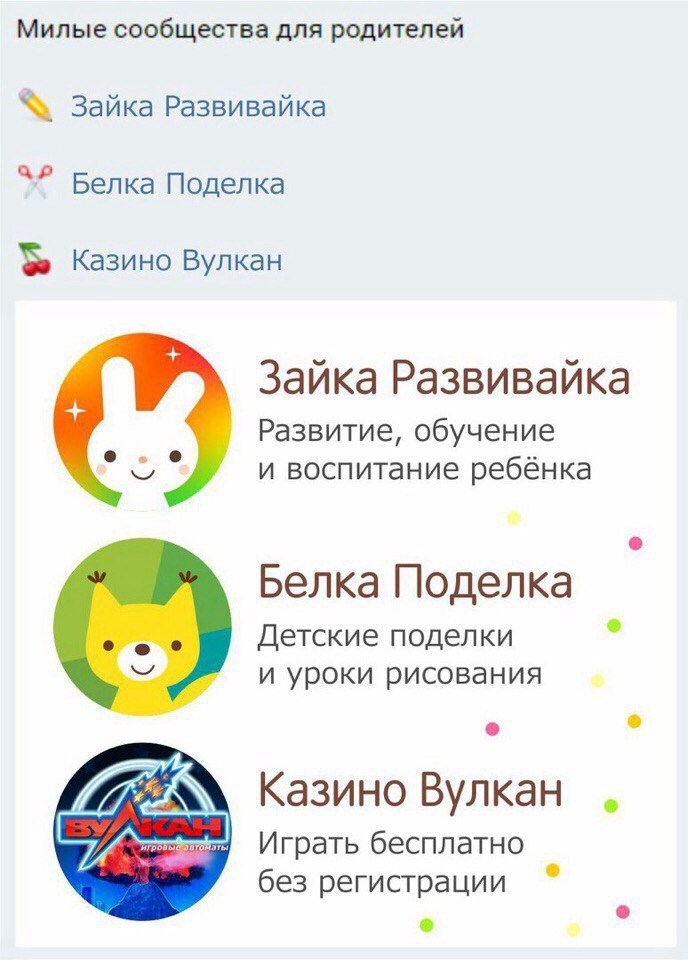 Милые сообщества для родителей
Зайка Развивайка
Белка Поделка
Казино Вулкан
Зайка Развивайка
Развитие, обучение
и воспитание ребёнка
Белка Поделка
Детские поделки
и уроки рисования
ВУЛКАН
игровые автоматы
Казино Вулкан
Играть бесплатно
без регистрации